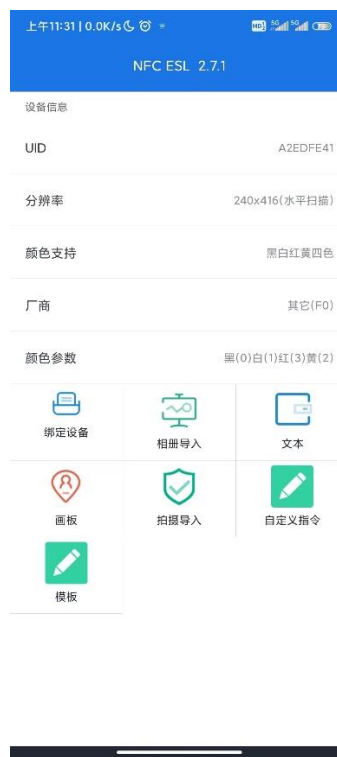 上午11:31 | 0.0K/s
HD 5G 5G
NFC ESL 2.7.1
设备信息
UID A2EDFE41
分辨率 240x416(水平扫描)
颜色支持 黑白红黄四色
厂商 其它(F0)
颜色参数 黑(0)白(1)红(3)黄(2)
绑定设备 相册导入 文本
画板 拍摄导入 自定义指令
模板